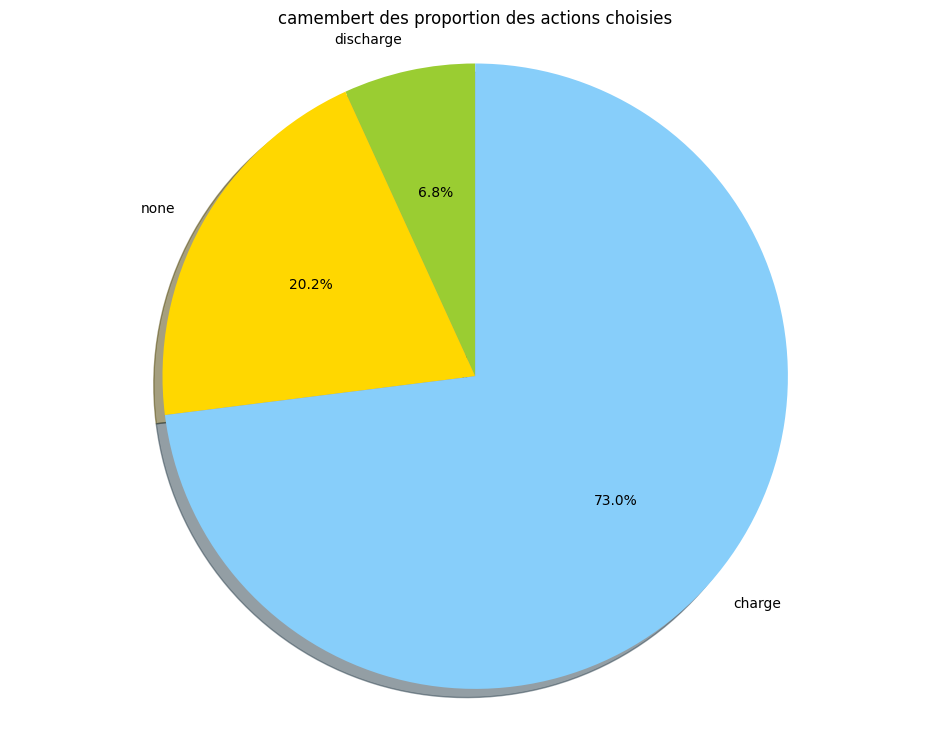 camembert des proportion des actions choisies
discharge
6.8%
none
20.2%
73.0%
charge